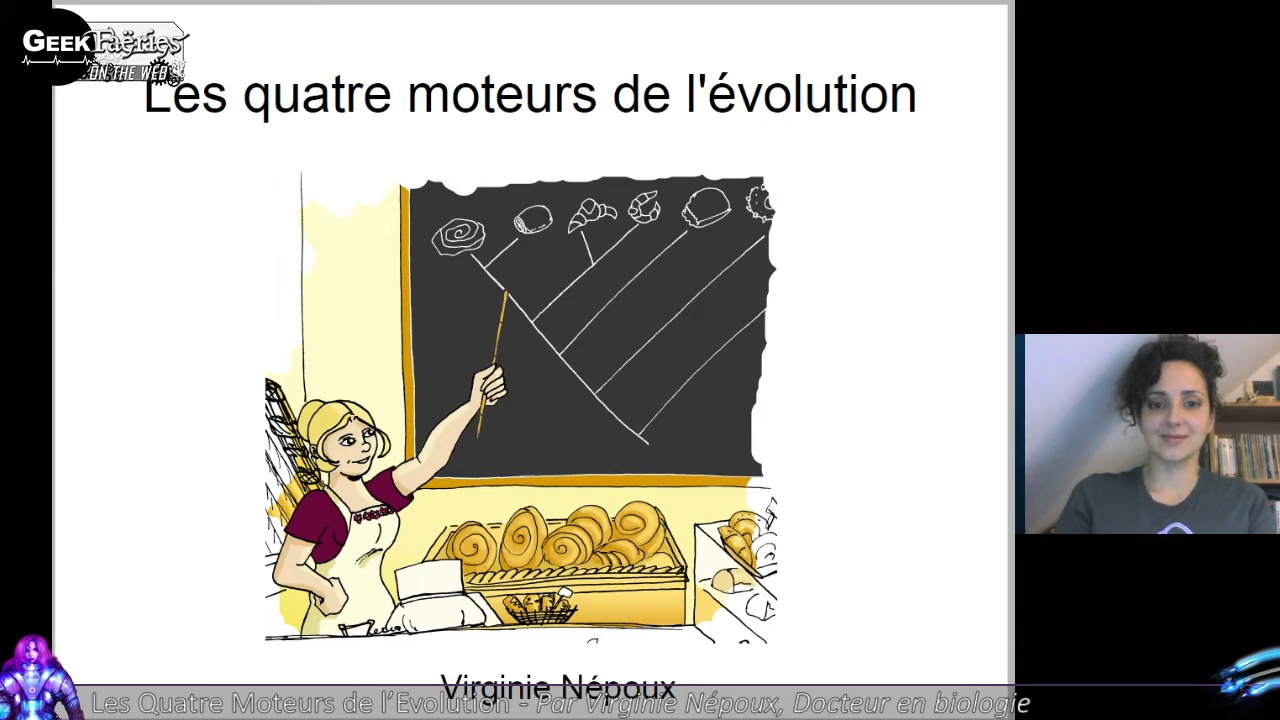 GEEK Faëries
ON THE WEB
Les quatre moteurs de l'évolution
Virginie Népoux
Les Quatre Moteurs de l’Evolution - Par Virginie Népoux, Docteur en biologie